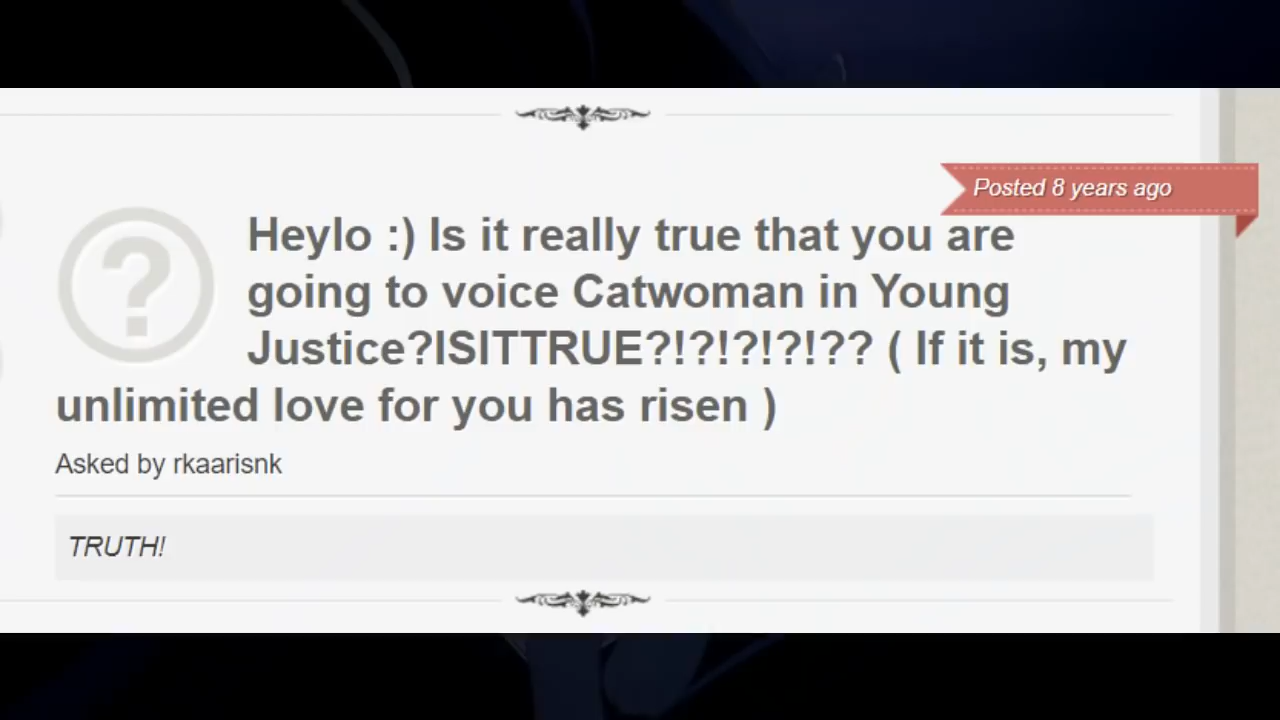 Posted 8 years ago
Heylo :) Is it really true that you are
going to voice Catwoman in Young
Justice?ISITTRUE?!?!?!?!?? ( If it is, my
unlimited love for you has risen )
Asked by rkaarisnk
TRUTH!